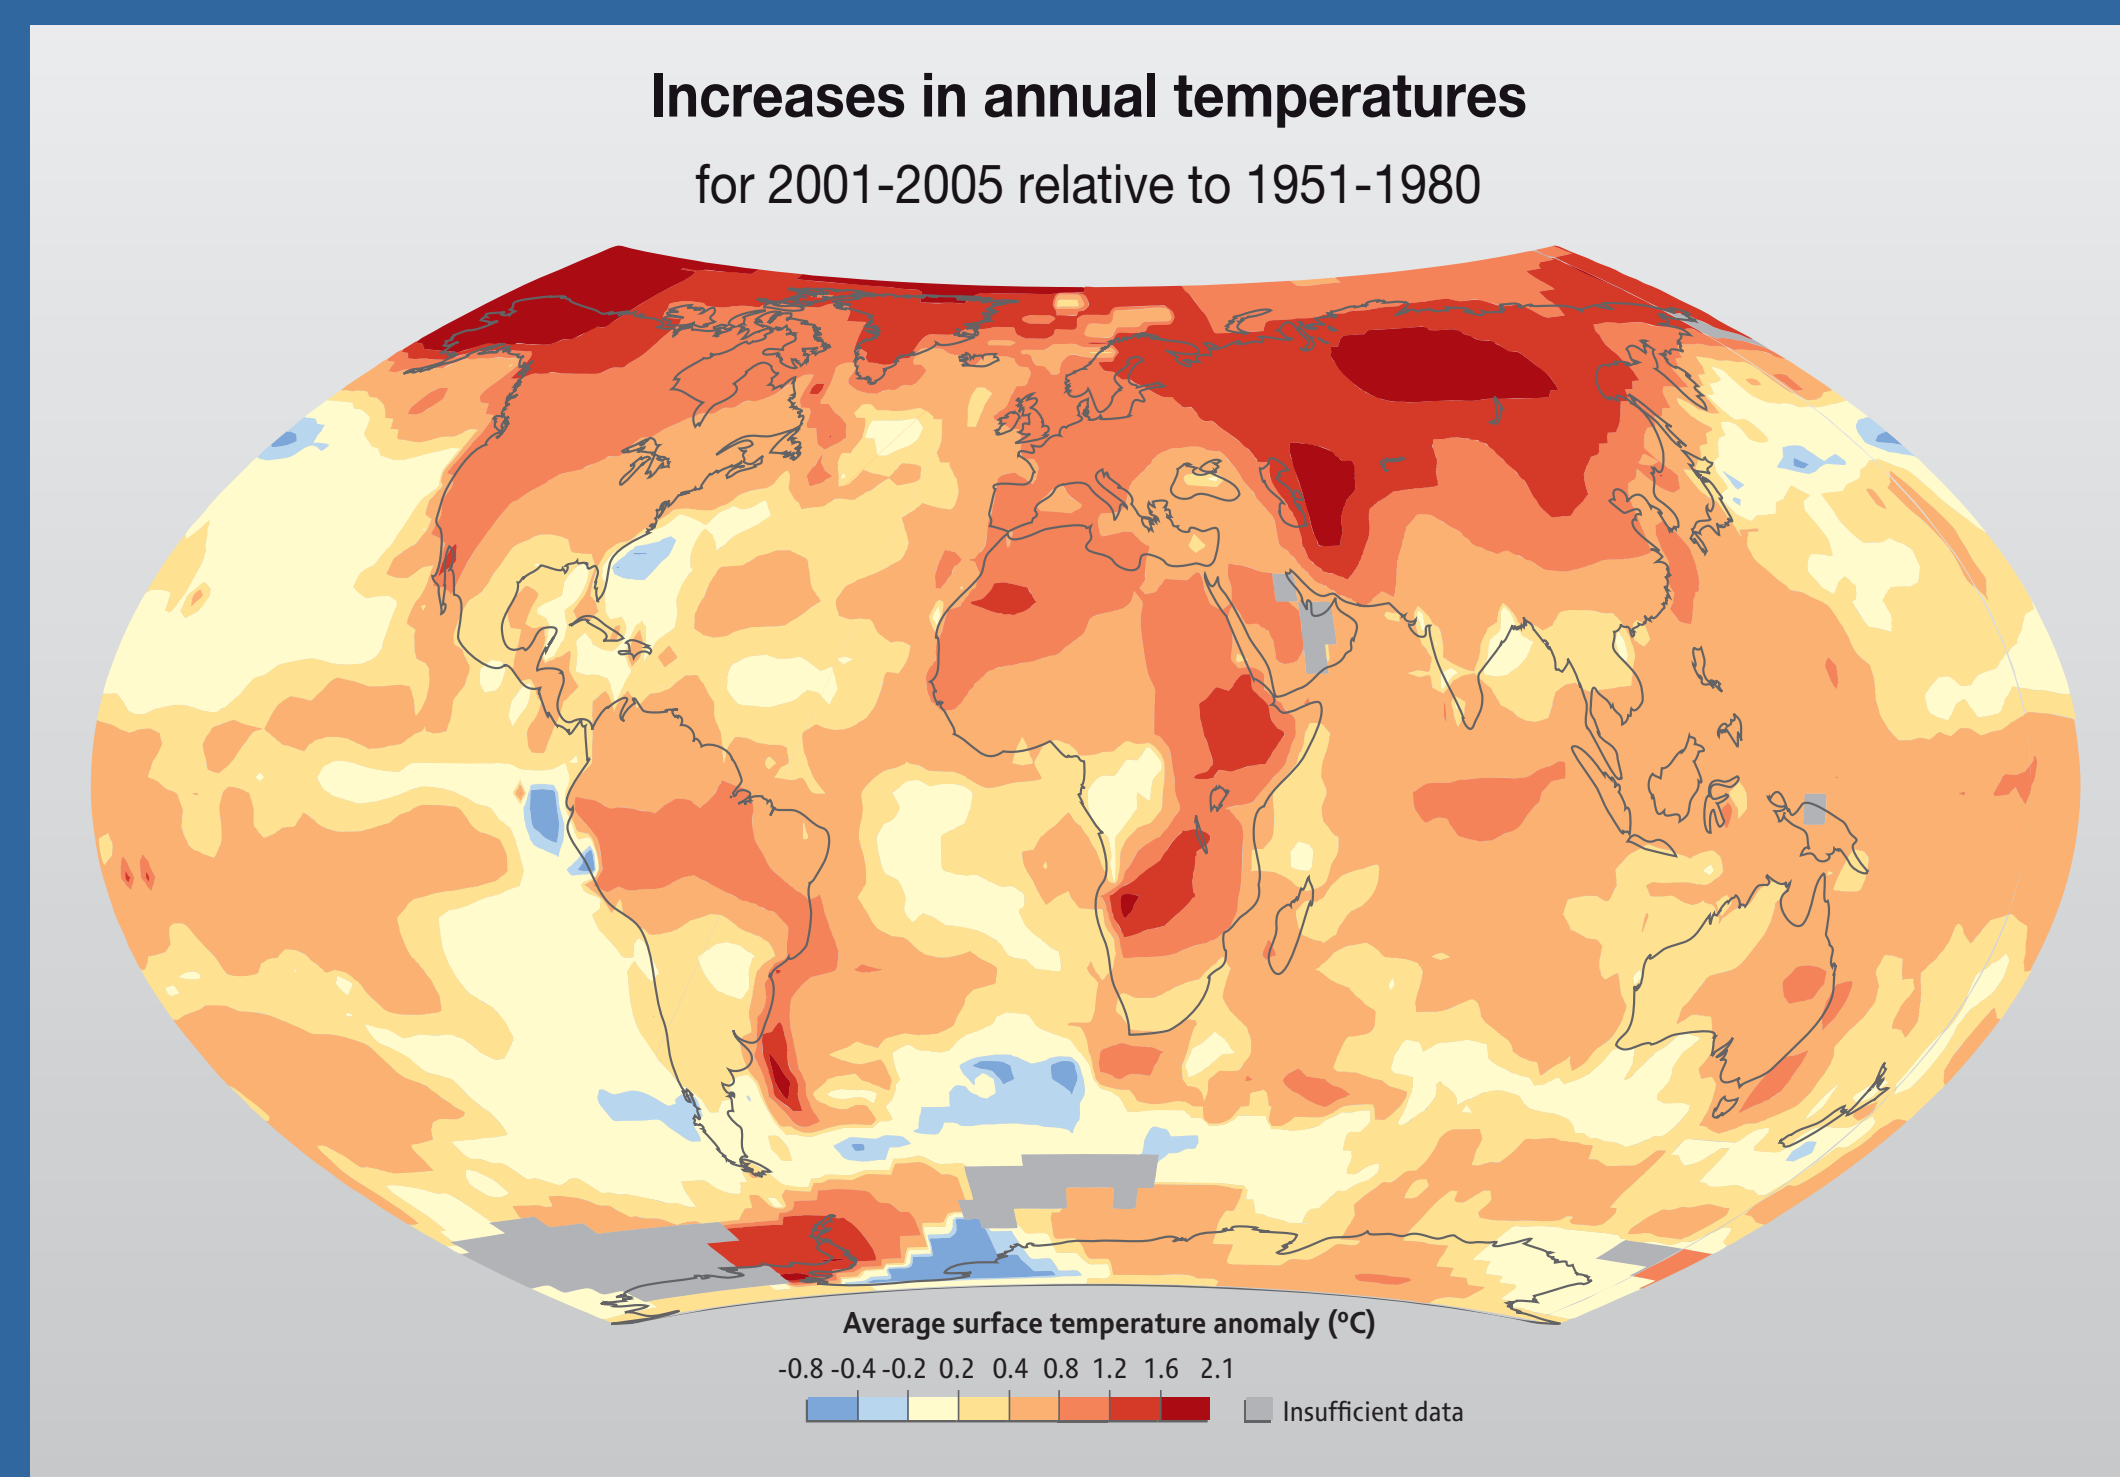 Increases in annual temperatures
for 2001-2005 relative to 1951-1980
Average surface temperature anomaly (ºC)
-0.8 -0.4 -0.2 0.2 0.4 0.8 1.2 1.6 2.1
Insufficient data